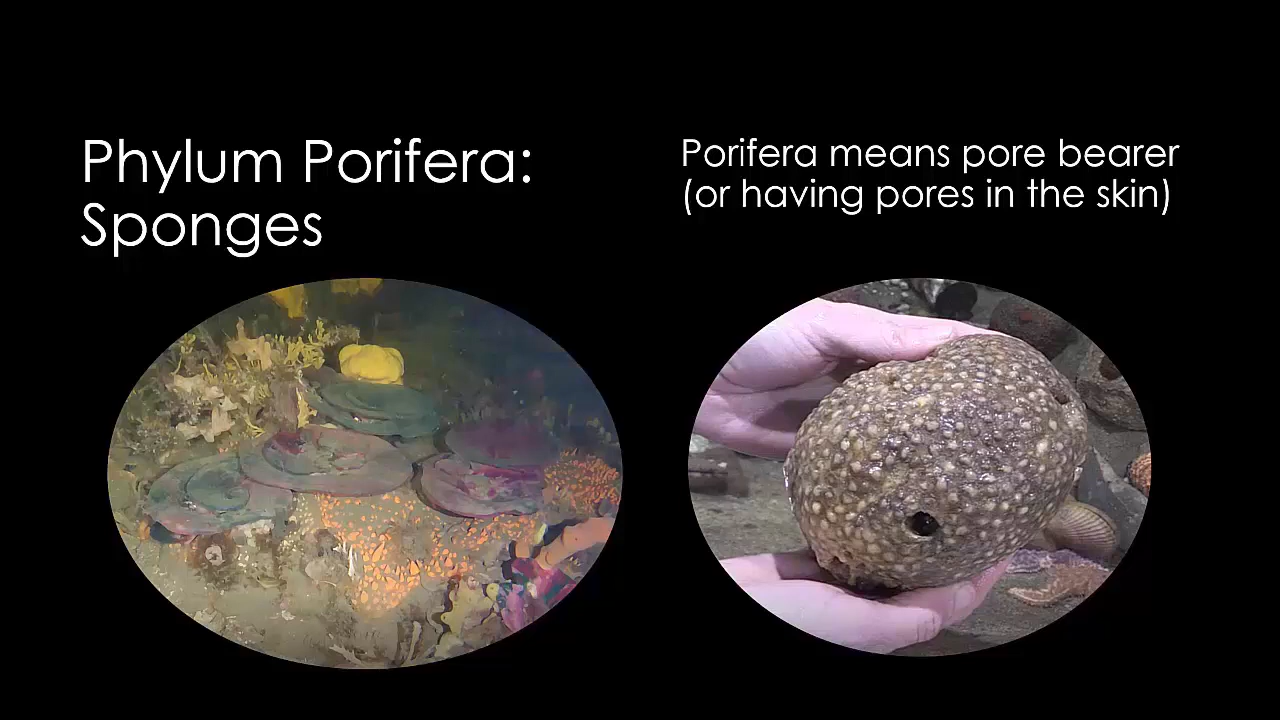 Phylum Porifera:
Sponges
Porifera means pore bearer
(or having pores in the skin)